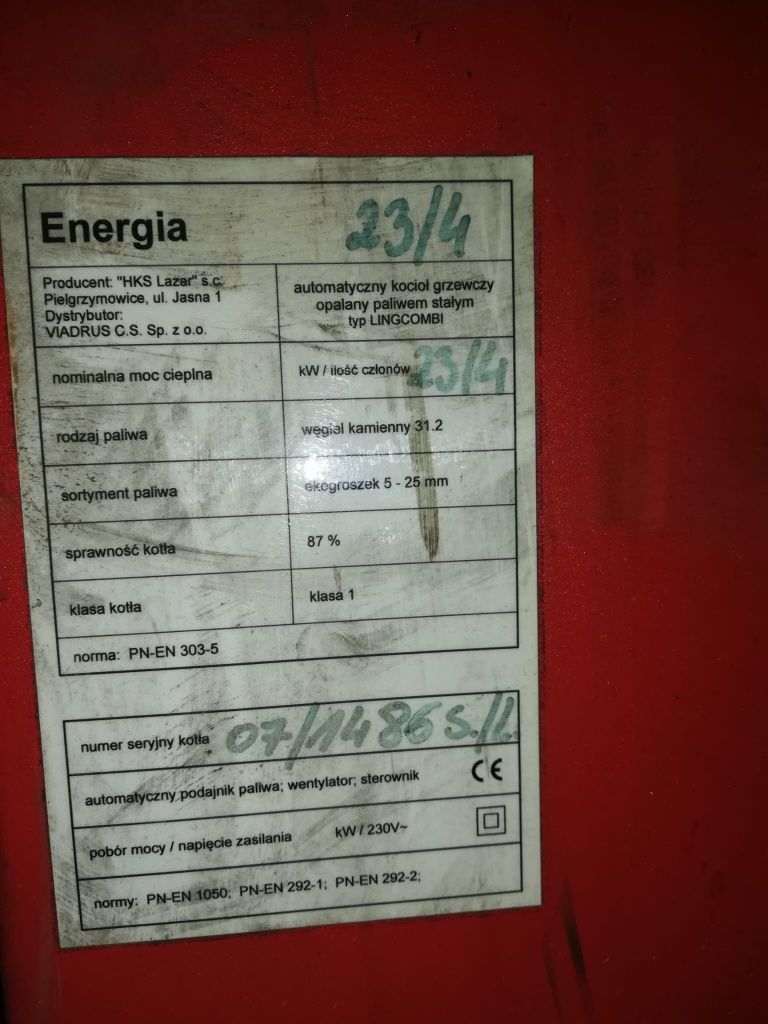 Energia 23/4
Producent: "HKS Lazar" s.c.
Pielgrzymowice, ul. Jasna 1
Dystrybutor:
VIADRUS C.S. Sp. z o.o.
automatyczny kocioł grzewczy
opalany paliwem stałym
typ LINGCOMBI
nominalna moc cieplna kW / ilość członów 23/4
rodzaj paliwa węgiel kamienny 31.2
sortyment paliwa ekogroszek 5 - 25 mm
sprawność kotła 87 %
klasa kotła klasa 1
norma: PN-EN 303-5
numer seryjny kotła 07/1486 S./L
automatyczny podajnik paliwa; wentylator; sterownik CE
pobór mocy / napięcie zasilania kW / 230V~
normy: PN-EN 1050; PN-EN 292-1; PN-EN 292-2;